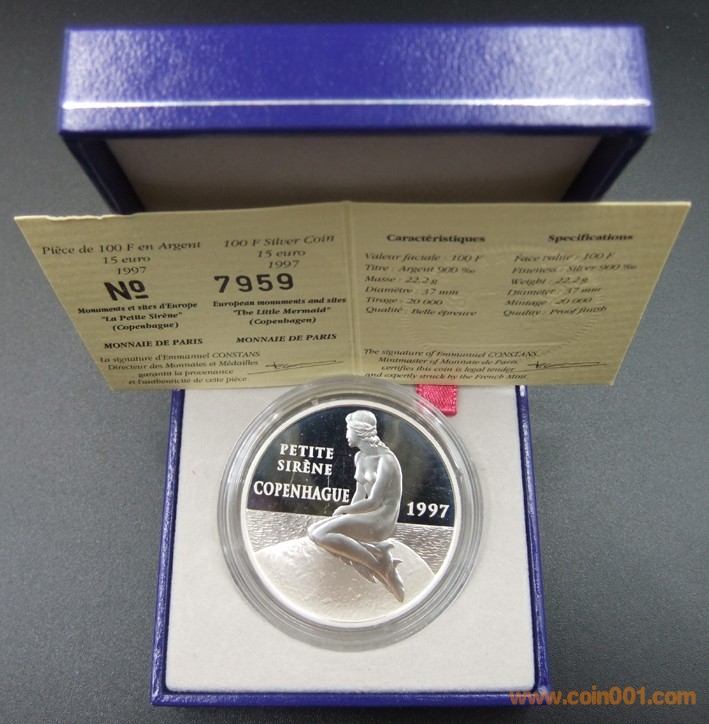 Pièce de 100 F en Argent
15 euro
1997
No
Monuments et sites d'Europe
"La Petite Sirène"
(Copenhague)
MONNAIE DE PARIS
La signature d'Emmanuel CONSTANS
Directeur des Monnaies et Médailles
garantit la provenance
et l'authenticité de cette pièce
100 F Silver Coin
15 euro
1997
7959
European monuments and sites
"The Little Mermaid"
(Copenhagen)
MONNAIE DE PARIS
Caractéristiques
Valeur faciale : 100 F
Titre : Argent 900 ‰
Masse : 22.2 g
Diamètre : 37 mm
Tirage : 20 000
Qualité : Belle épreuve
Specifications
Face value : 100 F
Fineness : Silver 900 ‰
Weight : 22.2 g
Diameter : 37 mm
Mintage : 20 000
Quality : Proof finish
The signature of Emmanuel CONSTANS,
Mintmaster of Monnaie de Paris,
certifies this coin is legal tender
and expertly struck by the French Mint
PETITE
SIRÈNE
COPENHAGUE
1997
www.coin001.com